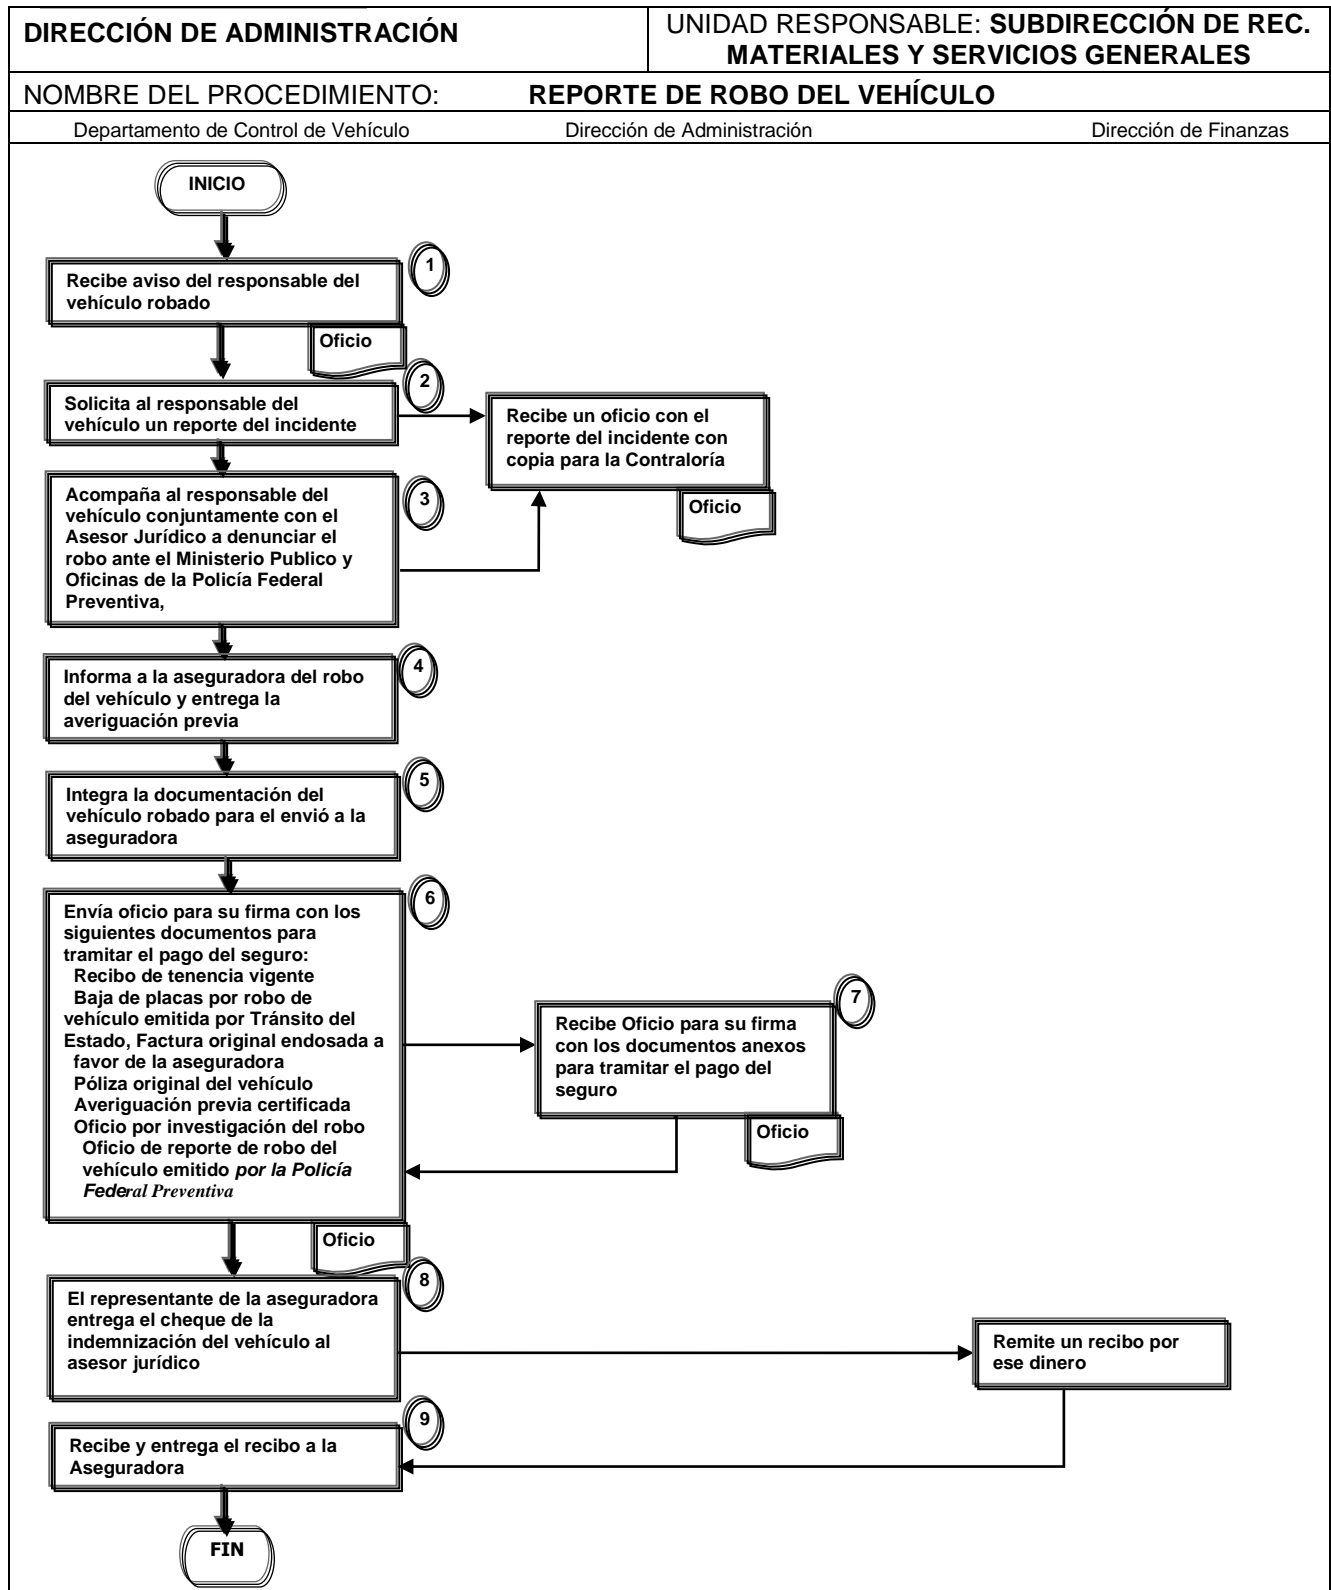 DIRECCIÓN DE ADMINISTRACIÓN
UNIDAD RESPONSABLE: SUBDIRECCIÓN DE REC.
MATERIALES Y SERVICIOS GENERALES
NOMBRE DEL PROCEDIMIENTO: REPORTE DE ROBO DEL VEHÍCULO
Departamento de Control de Vehículo
Dirección de Administración
Dirección de Finanzas
INICIO
1
Recibe aviso del responsable del
vehículo robado
Oficio
2
Solicita al responsable del
vehículo un reporte del incidente
Recibe un oficio con el
reporte del incidente con
copia para la Contraloría
Oficio
3
Acompaña al responsable del
vehículo conjuntamente con el
Asesor Jurídico a denunciar el
robo ante el Ministerio Publico y
Oficinas de la Policía Federal
Preventiva,
4
Informa a la aseguradora del robo
del vehículo y entrega la
averiguación previa
5
Integra la documentación del
vehículo robado para el envió a la
aseguradora
6
Envía oficio para su firma con los
siguientes documentos para
tramitar el pago del seguro:
Recibo de tenencia vigente
Baja de placas por robo de
vehículo emitida por Tránsito del
Estado, Factura original endosada a
favor de la aseguradora
Póliza original del vehículo
Averiguación previa certificada
Oficio por investigación del robo
Oficio de reporte de robo del
vehículo emitido por la Policía
Federal Preventiva
7
Recibe Oficio para su firma
con los documentos anexos
para tramitar el pago del
seguro
Oficio
Oficio
8
El representante de la aseguradora
entrega el cheque de la
indemnización del vehículo al
asesor jurídico
Remite un recibo por
ese dinero
9
Recibe y entrega el recibo a la
Aseguradora
FIN